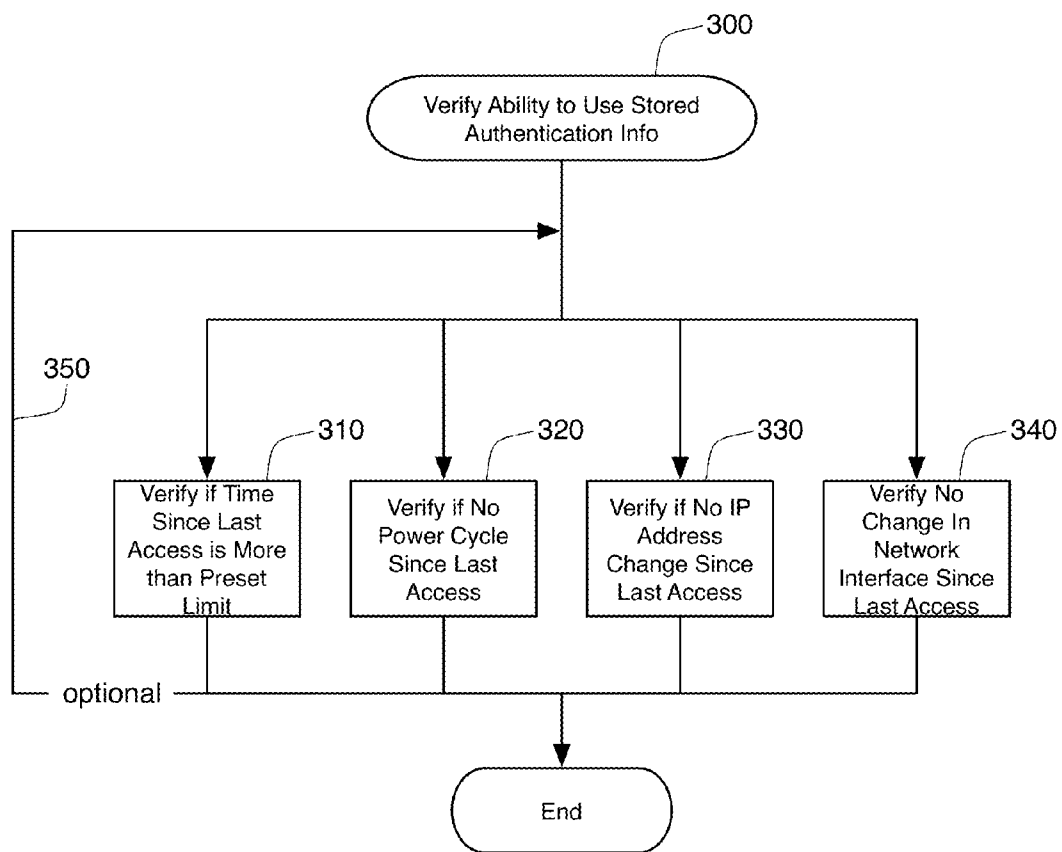 300
Verify Ability to Use Stored
Authentication Info
350
310
320
330
340
Verify if Time
Since Last
Access is More
than Preset
Limit
Verify if No
Power Cycle
Since Last
Access
Verify if No IP
Address
Change Since
Last Access
Verify No
Change In
Network
Interface Since
Last Access
optional
End